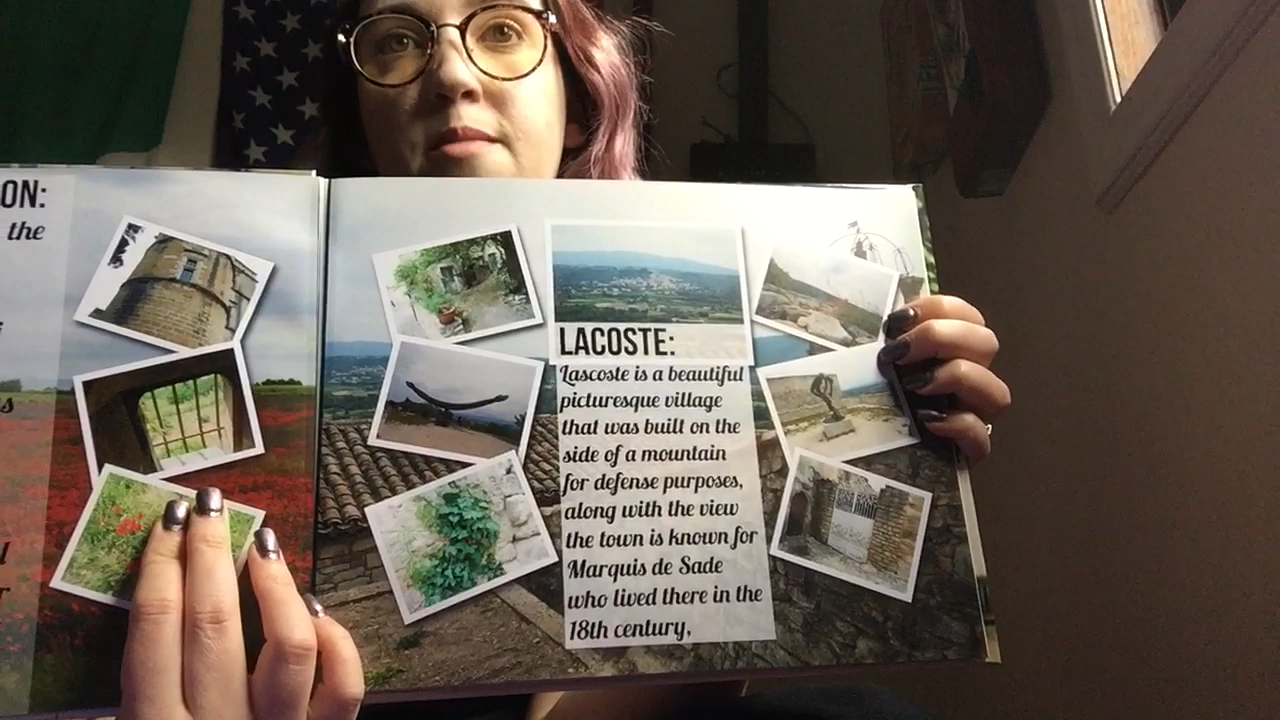 ON:
the
LACOSTE:
Lascoste is a beautiful
picturesque village
that was built on the
side of a mountain
for defense purposes,
along with the view
the town is known for
Marquis de Sade
who lived there in the
18th century,